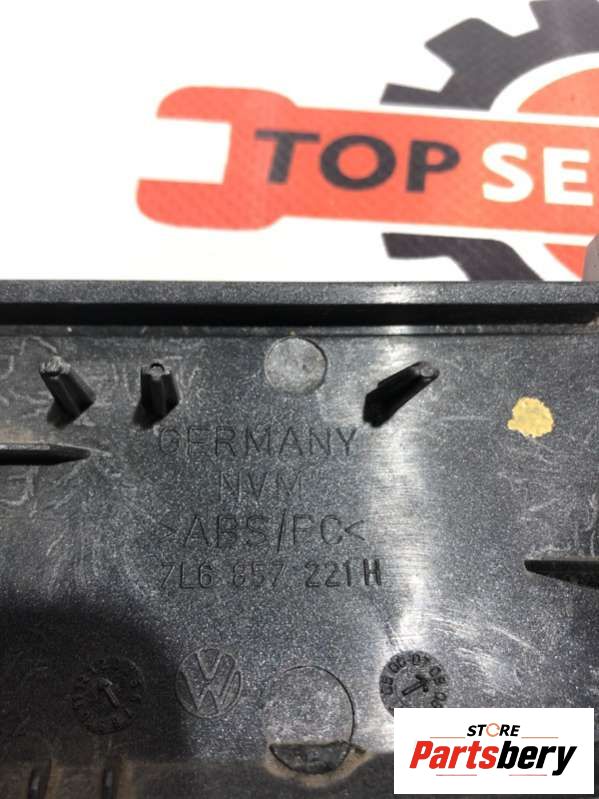 TOP SE
GERMANY
NVM
>ABS/PC<
7L6 857 221 H
STORE
Partsbery